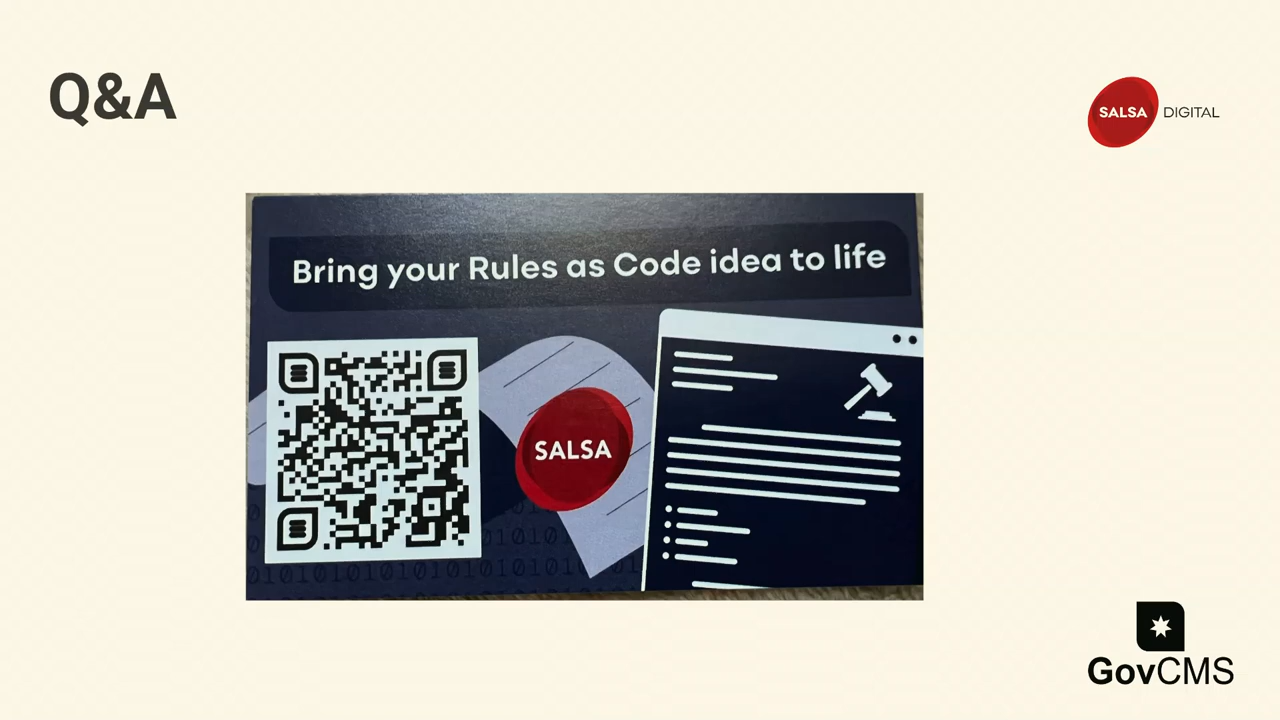 Q&A
SALSA DIGITAL
Bring your Rules as Code idea to life
SALSA
GovCMS